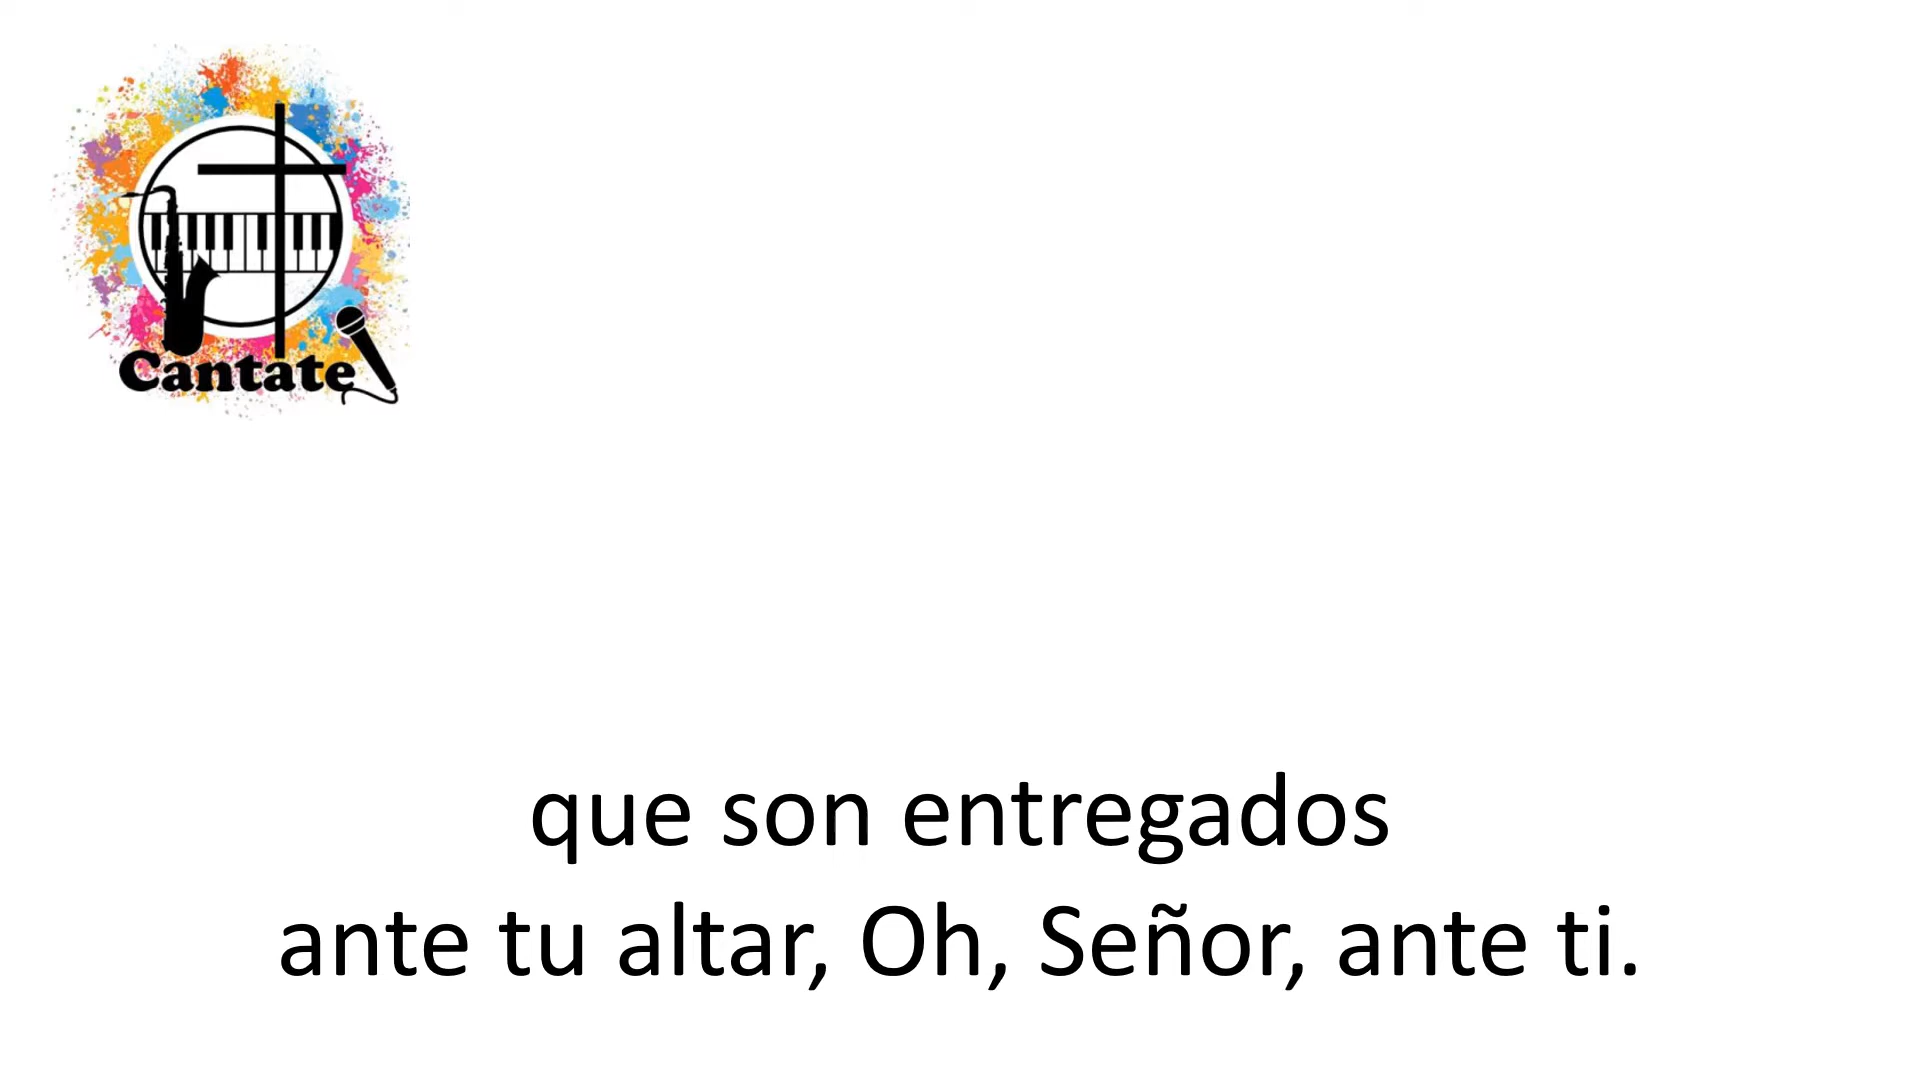 Cantate
que son entregados
ante tu altar, Oh, Señor, ante ti.